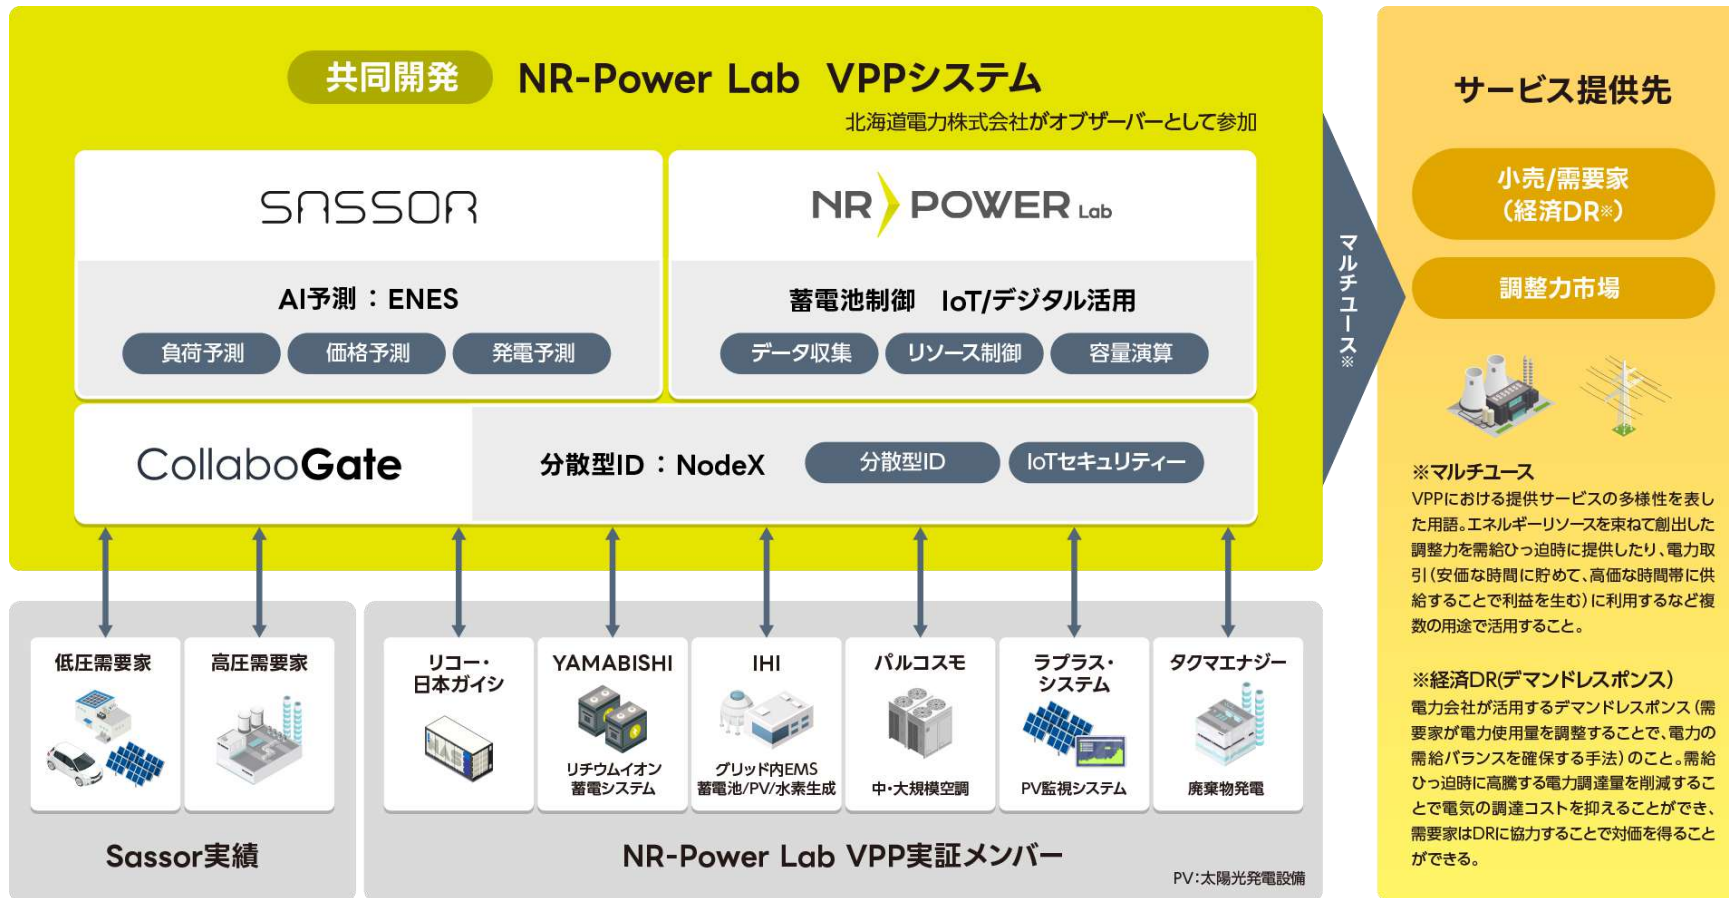 共同開発 NR-Power Lab VPPシステム
北海道電力株式会社がオブザーバーとして参加
SASSOR
AI予測：ENES
負荷予測 価格予測 発電予測
NR POWER Lab
蓄電池制御 IoT/デジタル活用
データ収集 リソース制御 容量演算
CollaboGate
分散型ID：NodeX
分散型ID IoTセキュリティー
マルチユース※
低圧需要家
高圧需要家
Sassor実績
リコー・
日本ガイシ
NAS
YAMABISHI
リチウムイオン
蓄電システム
IHI
グリッド内EMS
蓄電池/PV/水素生成
パルコスモ
中・大規模空調
ラプラス・
システム
PV監視システム
タクマエナジー
廃棄物発電
NR-Power Lab VPP実証メンバー
PV：太陽光発電設備
サービス提供先
小売/需要家
（経済DR※）
調整力市場
※マルチユース
VPPにおける提供サービスの多様性を表し
た用語。エネルギーリソースを束ねて創出した
調整力を需給ひっ迫時に提供したり、電力取
引（安価な時間に貯めて、高価な時間帯に供
給することで利益を生む）に利用するなど複
数の用途で活用すること。
※経済DR(デマンドレスポンス）
電力会社が活用するデマンドレスポンス（需
要家が電力使用量を調整することで、電力の
需給バランスを確保する手法）のこと。需給
ひっ迫時に高騰する電力調達量を削減するこ
とで電気の調達コストを抑えることができ、
需要家はDRに協力することで対価を得ること
ができる。